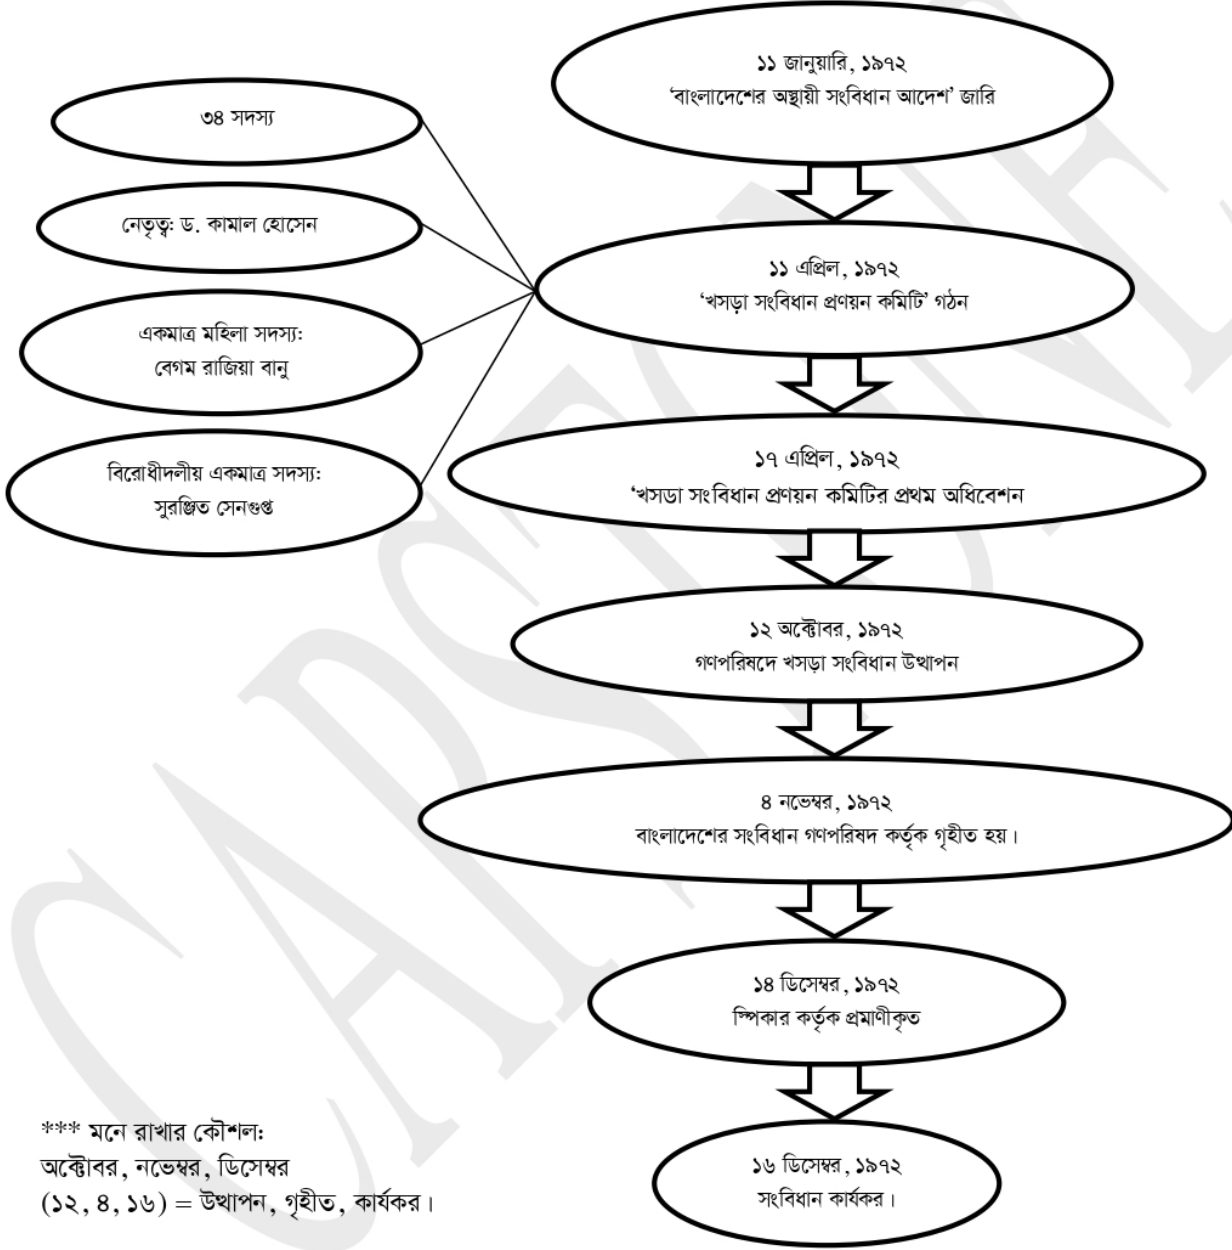 ১১ জানুয়ারি, ১৯৭২
‘বাংলাদেশের অস্থায়ী সংবিধান আদেশ’ জারি
৩৪ সদস্য
নেতৃত্ব: ড. কামাল হোসেন
একমাত্র মহিলা সদস্য:
বেগম রাজিয়া বানু
বিরোধীদলীয় একমাত্র সদস্য:
সুরঞ্জিত সেনগুপ্ত
১১ এপ্রিল, ১৯৭২
‘খসড়া সংবিধান প্রণয়ন কমিটি’ গঠন
১৭ এপ্রিল, ১৯৭২
‘খসডা সংবিধান প্রণয়ন কমিটির প্রথম অধিবেশন
১২ অক্টোবর, ১৯৭২
গণপরিষদে খসড়া সংবিধান উত্থাপন
৪ নভেম্বর, ১৯৭২
বাংলাদেশের সংবিধান গণপরিষদ কর্তৃক গৃহীত হয়।
১৪ ডিসেম্বর, ১৯৭২
স্পিকার কর্তৃক প্রমাণীকৃত
১৬ ডিসেম্বর, ১৯৭২
সংবিধান কার্যকর।
*** মনে রাখার কৌশল:
অক্টোবর, নভেম্বর, ডিসেম্বর
(১২, ৪, ১৬) = উত্থাপন, গৃহীত, কার্যকর।
CAPSTONE